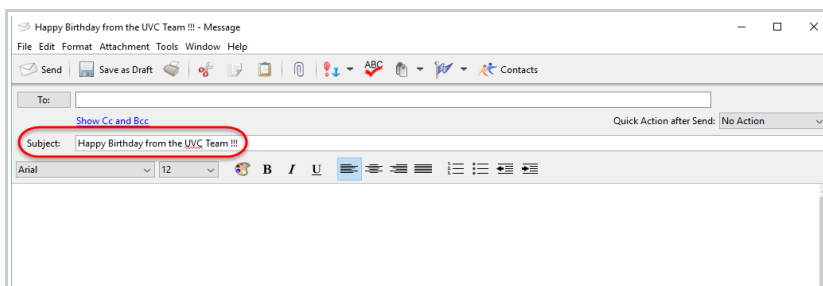 Happy Birthday from the UVC Team !!! - Message
File Edit Format Attachment Tools Window Help
Send Save as Draft ABC Contacts
To:
Show Cc and Bcc Quick Action after Send: No Action
Subject: Happy Birthday from the UVC Team !!!
Arial 12 B I U